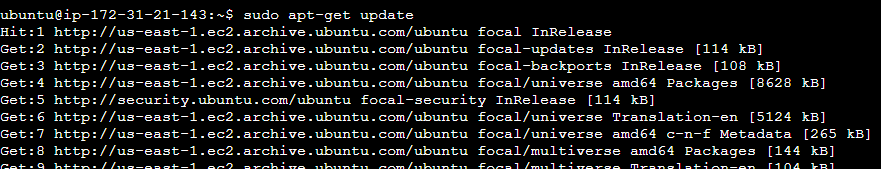 ubuntu@ip-172-31-21-143:~$ sudo apt-get update
Hit:1 http://us-east-1.ec2.archive.ubuntu.com/ubuntu focal InRelease
Get:2 http://us-east-1.ec2.archive.ubuntu.com/ubuntu focal-updates InRelease [114 kB]
Get:3 http://us-east-1.ec2.archive.ubuntu.com/ubuntu focal-backports InRelease [108 kB]
Get:4 http://us-east-1.ec2.archive.ubuntu.com/ubuntu focal/universe amd64 Packages [8628 kB]
Get:5 http://security.ubuntu.com/ubuntu focal-security InRelease [114 kB]
Get:6 http://us-east-1.ec2.archive.ubuntu.com/ubuntu focal/universe Translation-en [5124 kB]
Get:7 http://us-east-1.ec2.archive.ubuntu.com/ubuntu focal/universe amd64 c-n-f Metadata [265 kB]
Get:8 http://us-east-1.ec2.archive.ubuntu.com/ubuntu focal/multiverse amd64 Packages [144 kB]
Get:9 http://us-east-1.ec2.archive.ubuntu.com/ubuntu focal/multiverse Translation-en [104 kB]